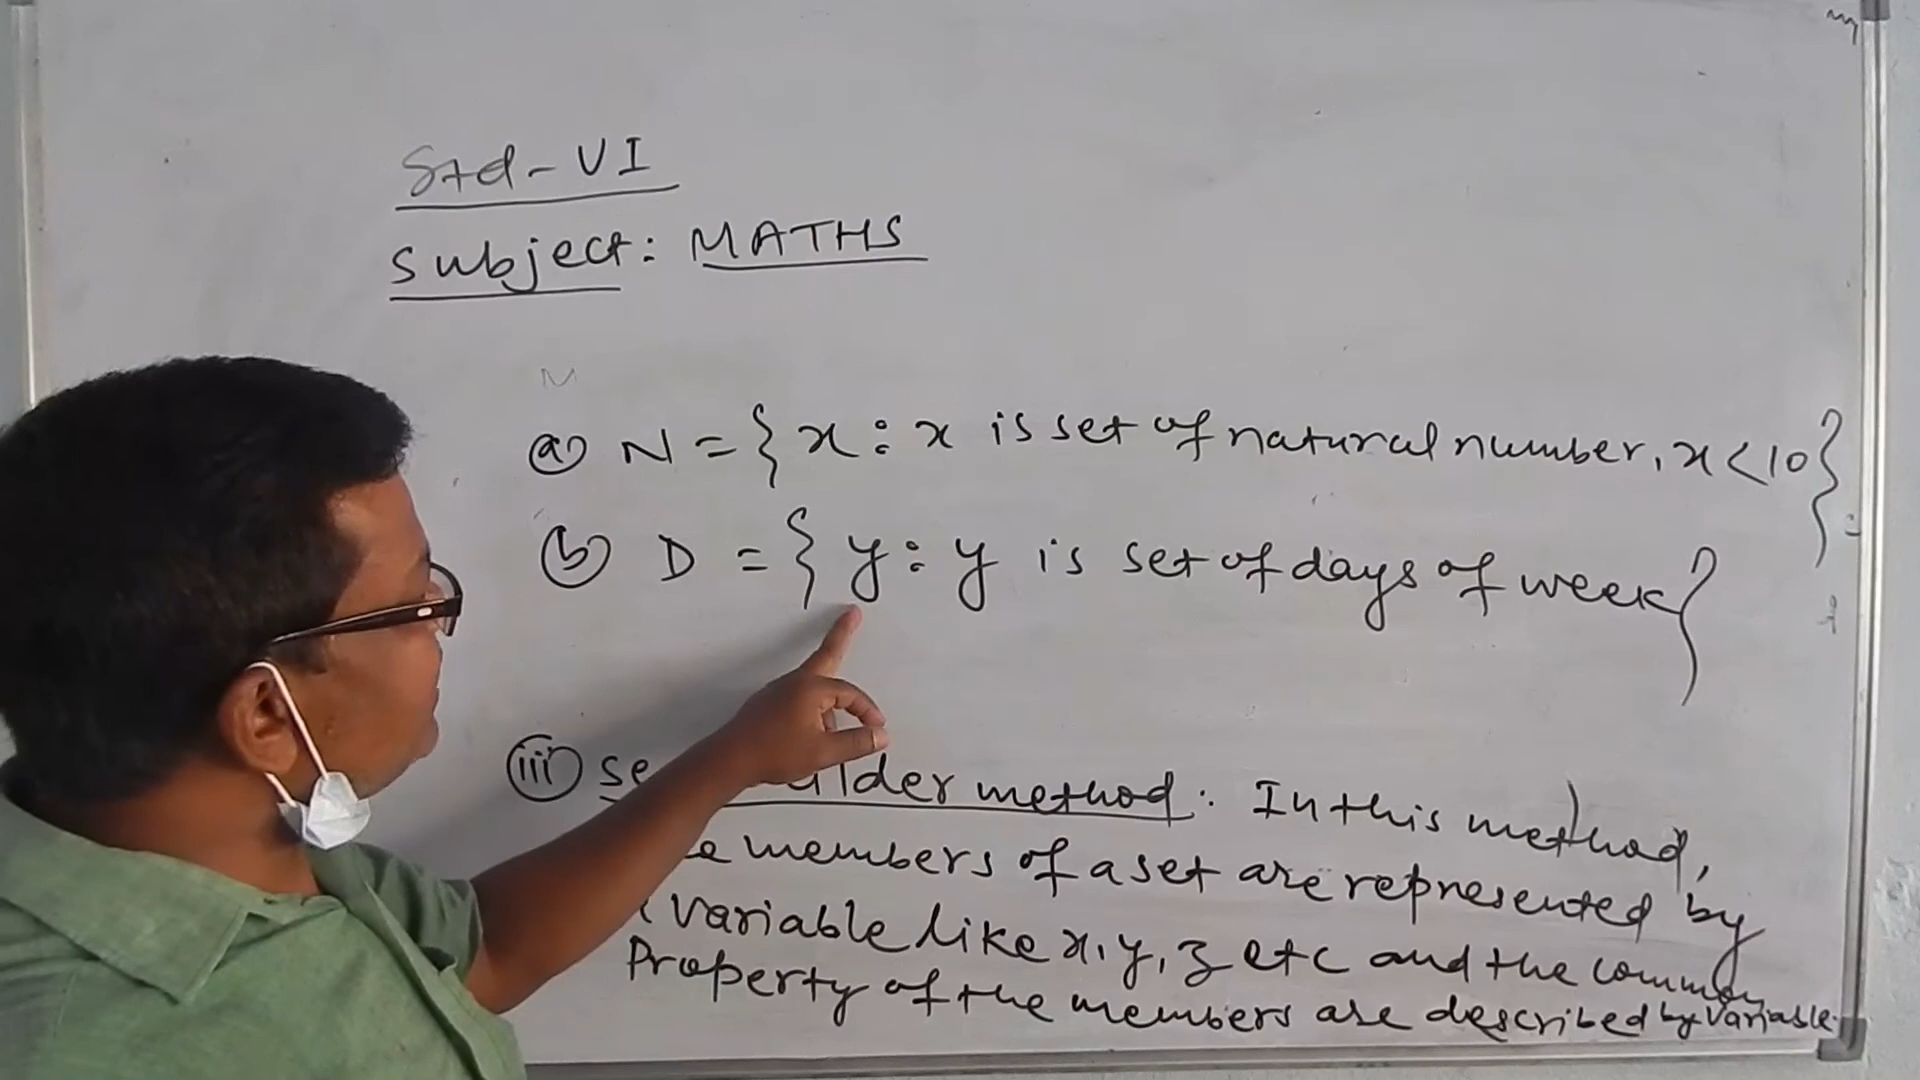 Std-VI
Subject: MATHS
(a) N = { x : x is set of natural number, x < 10 }
(b) D = { y : y is set of days of week }
(iii) builder method: In this method,
members of a set are represented by
variable like x, y, z etc and the common
Property of the members are described by variable.